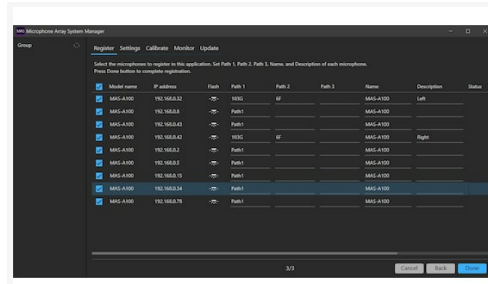 MAS Microphone Array System Manager
Group
Register Settings Calibrate Monitor Update
Select the microphones to register in this application. Set Path 1, Path 2, Path 3, Name, and Description of each microphone.
Press Done button to complete registration.
Model name IP address Flash Path 1 Path 2 Path 3 Name Description Status
MAS-A100 192.168.0.32 103G 6F MAS-A100 Left
MAS-A100 192.168.0.8 Path1 MAS-A100
MAS-A100 192.168.0.43 Path1 MAS-A100
MAS-A100 192.168.0.42 103G 6F MAS-A100 Right
MAS-A100 192.168.0.2 Path1 MAS-A100
MAS-A100 192.168.0.5 Path1 MAS-A100
MAS-A100 192.168.0.15 Path1 MAS-A100
MAS-A100 192.168.0.34 Path1 MAS-A100
MAS-A100 192.168.0.78 Path1 MAS-A100
3/3 Cancel Back Done